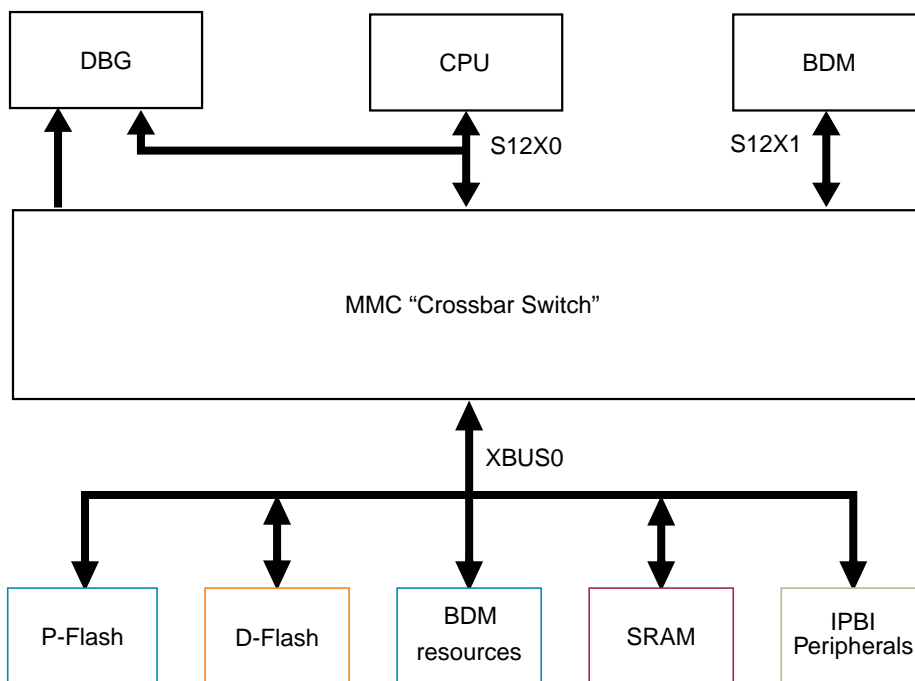 DBG
CPU
BDM
S12X0
S12X1
MMC “Crossbar Switch”
XBUS0
P-Flash
D-Flash
BDM
resources
SRAM
IPBI
Peripherals